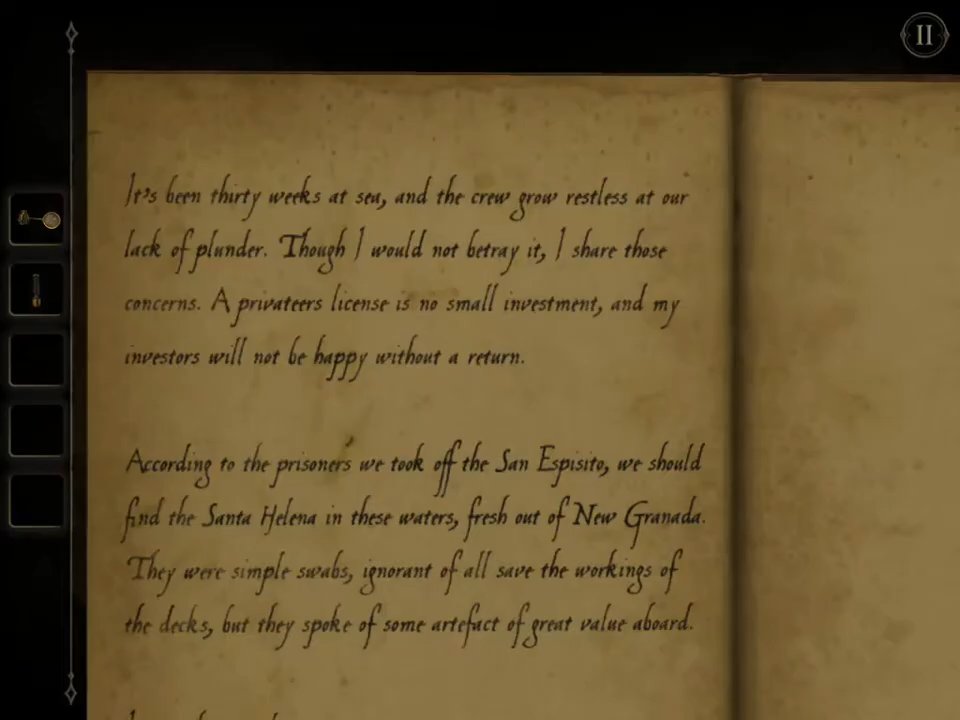 II
It's been thirty weeks at sea, and the crew grow restless at our
lack of plunder. Though I would not betray it, I share those
concerns. A privateers license is no small investment, and my
investors will not be happy without a return.
According to the prisoners we took off the San Espisito, we should
find the Santa Helena in these waters, fresh out of New Granada.
They were simple swabs, ignorant of all save the workings of
the decks, but they spoke of some artefact of great value aboard.